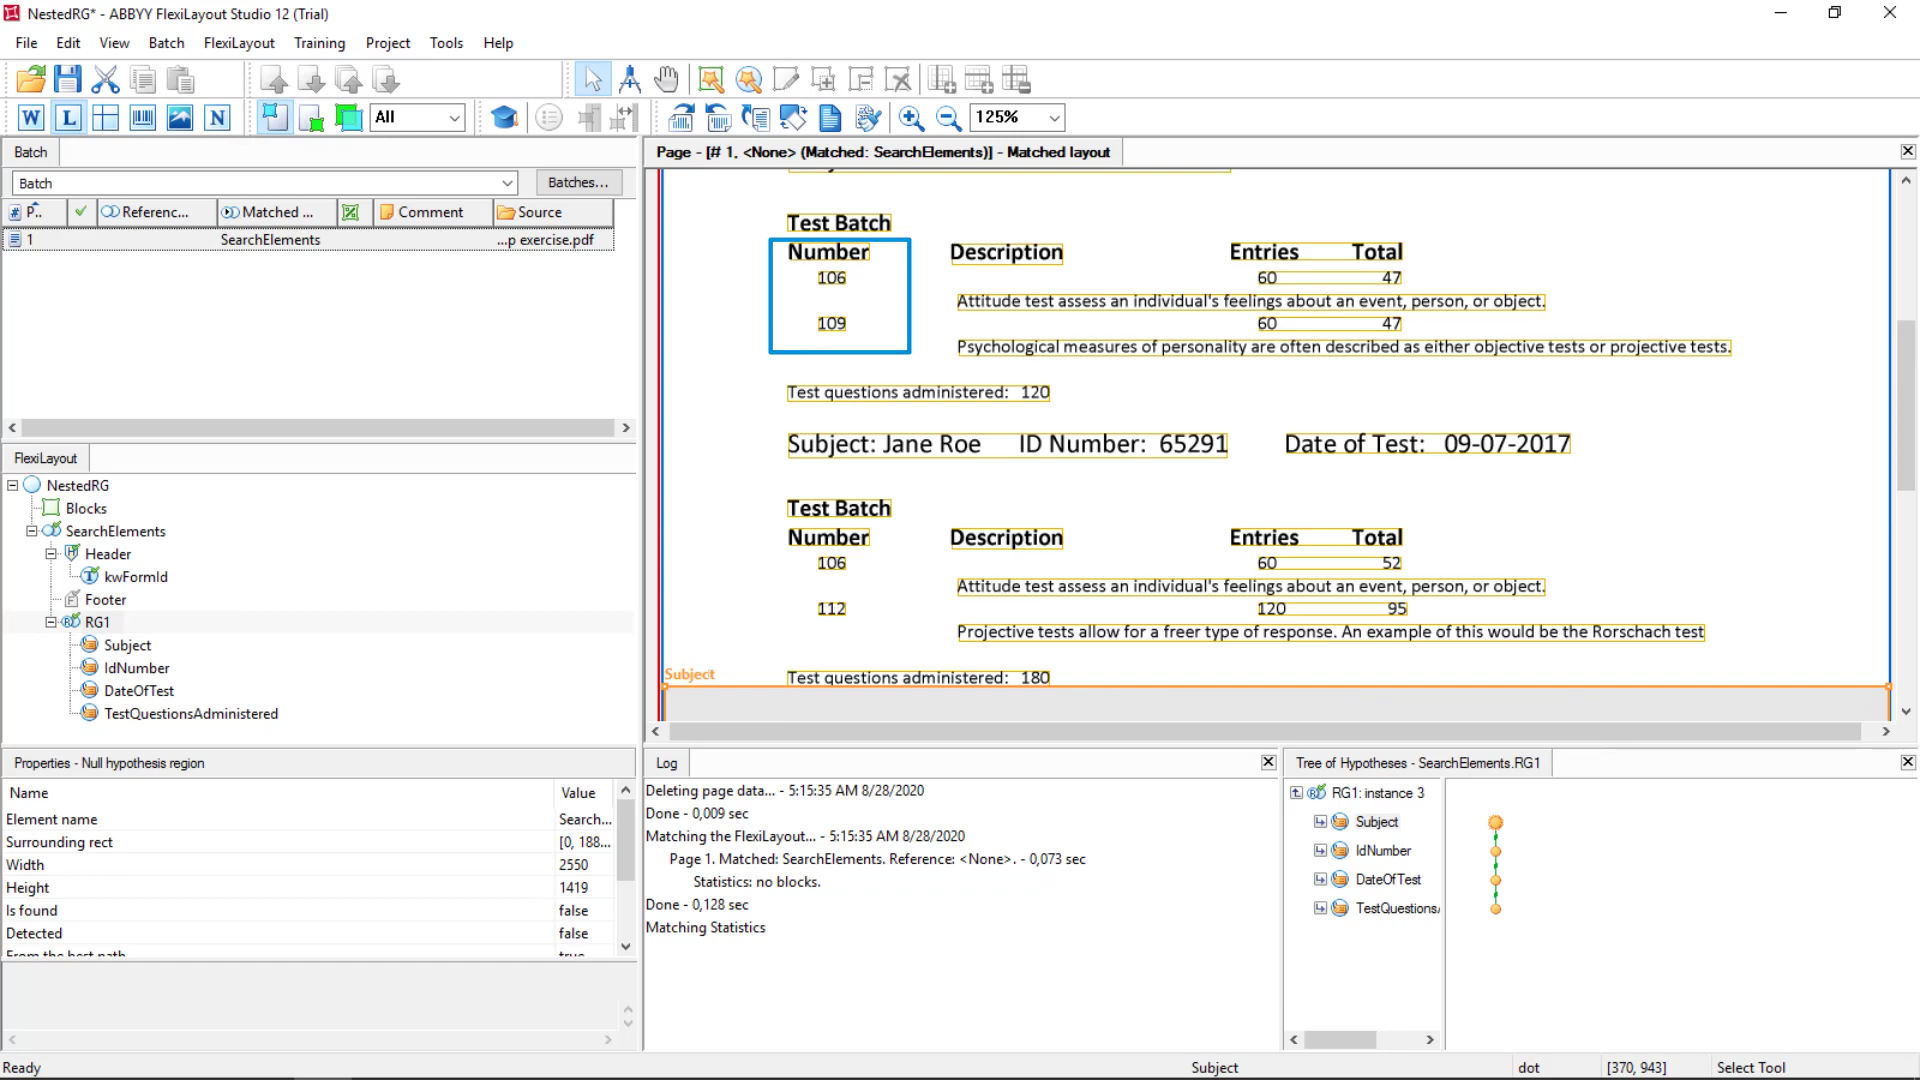 NestedRG* - ABBYY FlexiLayout Studio 12 (Trial)
File Edit View Batch FlexiLayout Training Project Tools Help
W L N All 125%
Batch
Batch Batches...
# P.. Referenc... Matched ... Comment Source
1 SearchElements ...p exercise.pdf
FlexiLayout
NestedRG
Blocks
SearchElements
Header
kwFormId
Footer
RG1
Subject
IdNumber
DateOfTest
TestQuestionsAdministered
Properties - Null hypothesis region
Name Value
Element name Search...
Surrounding rect [0, 188...
Width 2550
Height 1419
Is found false
Detected false
From the best path true
Page - [# 1, <None> (Matched: SearchElements)] - Matched layout
Test Batch
Number Description Entries Total
106 60 47
Attitude test assess an individual's feelings about an event, person, or object.
109 60 47
Psychological measures of personality are often described as either objective tests or projective tests.
Test questions administered: 120
Subject: Jane Roe ID Number: 65291 Date of Test: 09-07-2017
Test Batch
Number Description Entries Total
106 60 52
Attitude test assess an individual's feelings about an event, person, or object.
112 120 95
Projective tests allow for a freer type of response. An example of this would be the Rorschach test
Subject
Test questions administered: 180
Log
Deleting page data... - 5:15:35 AM 8/28/2020
Done - 0,009 sec
Matching the FlexiLayout... - 5:15:35 AM 8/28/2020
Page 1. Matched: SearchElements. Reference: <None>. - 0,073 sec
Statistics: no blocks.
Done - 0,128 sec
Matching Statistics
Tree of Hypotheses - SearchElements.RG1
RG1: instance 3
Subject
IdNumber
DateOfTest
TestQuestions
Ready Subject dot [370, 943] Select Tool